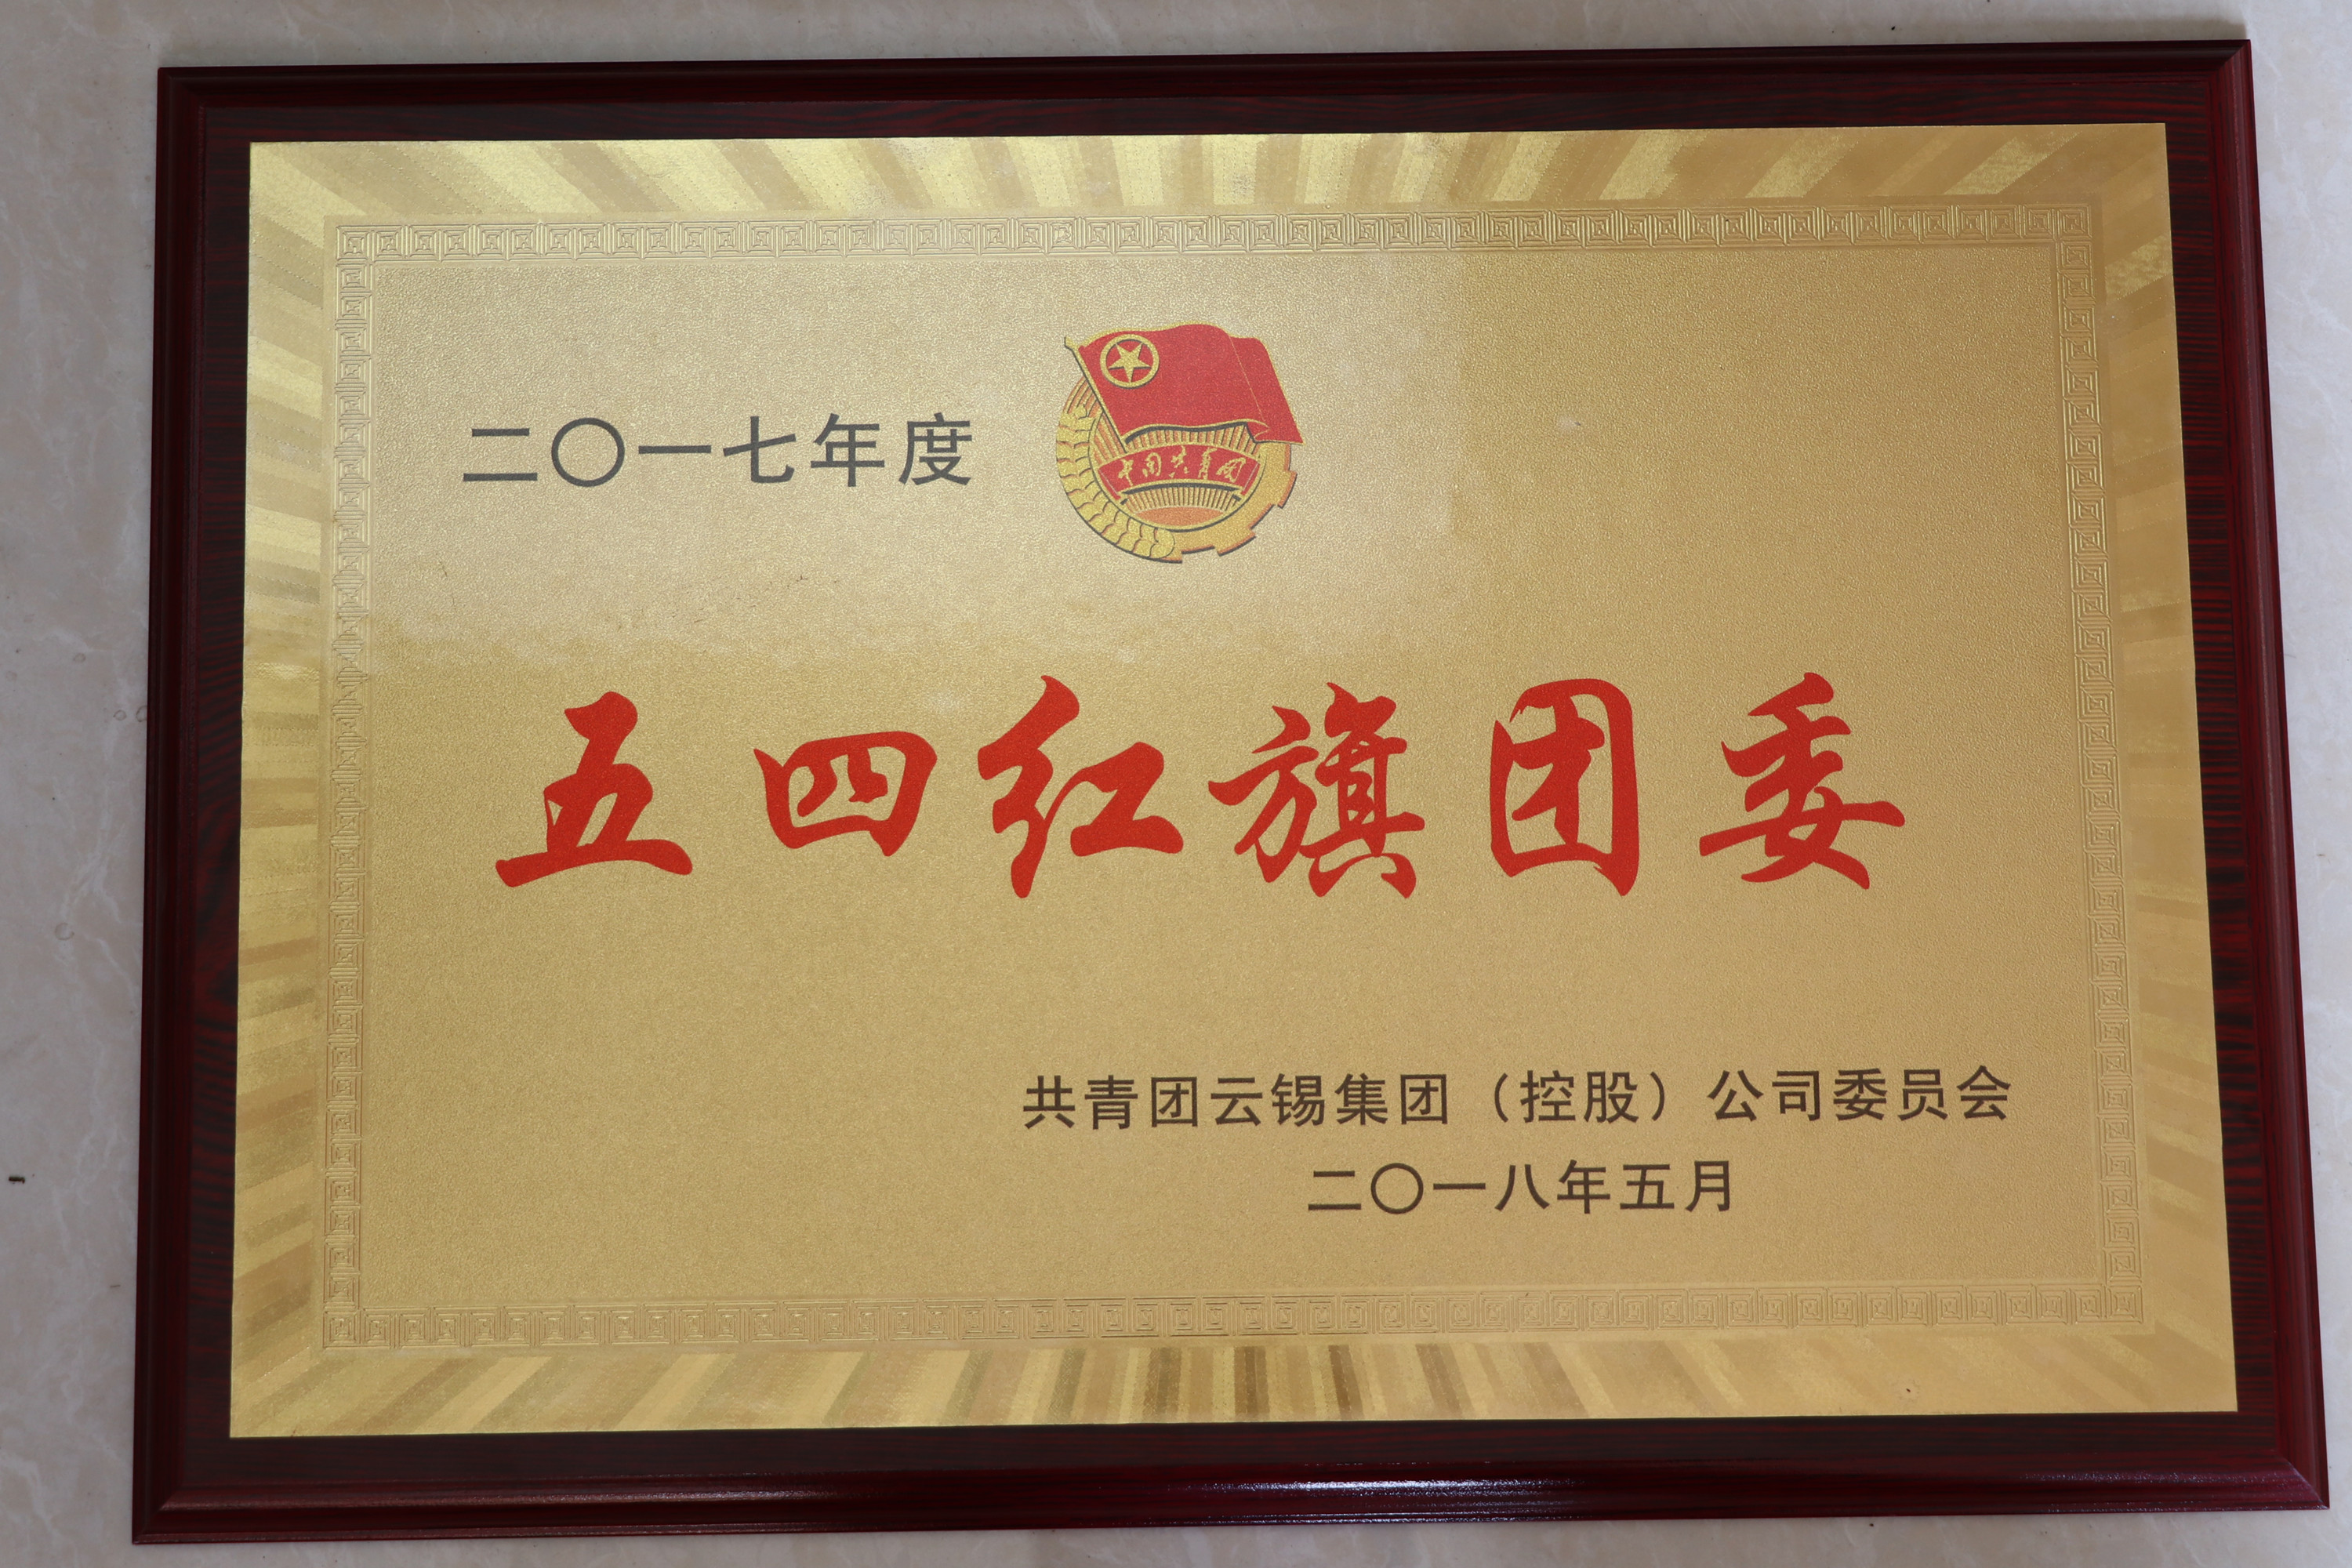 二〇一七年度
中国共青团
五四红旗团委
共青团云锡集团（控股）公司委员会
二〇一八年五月